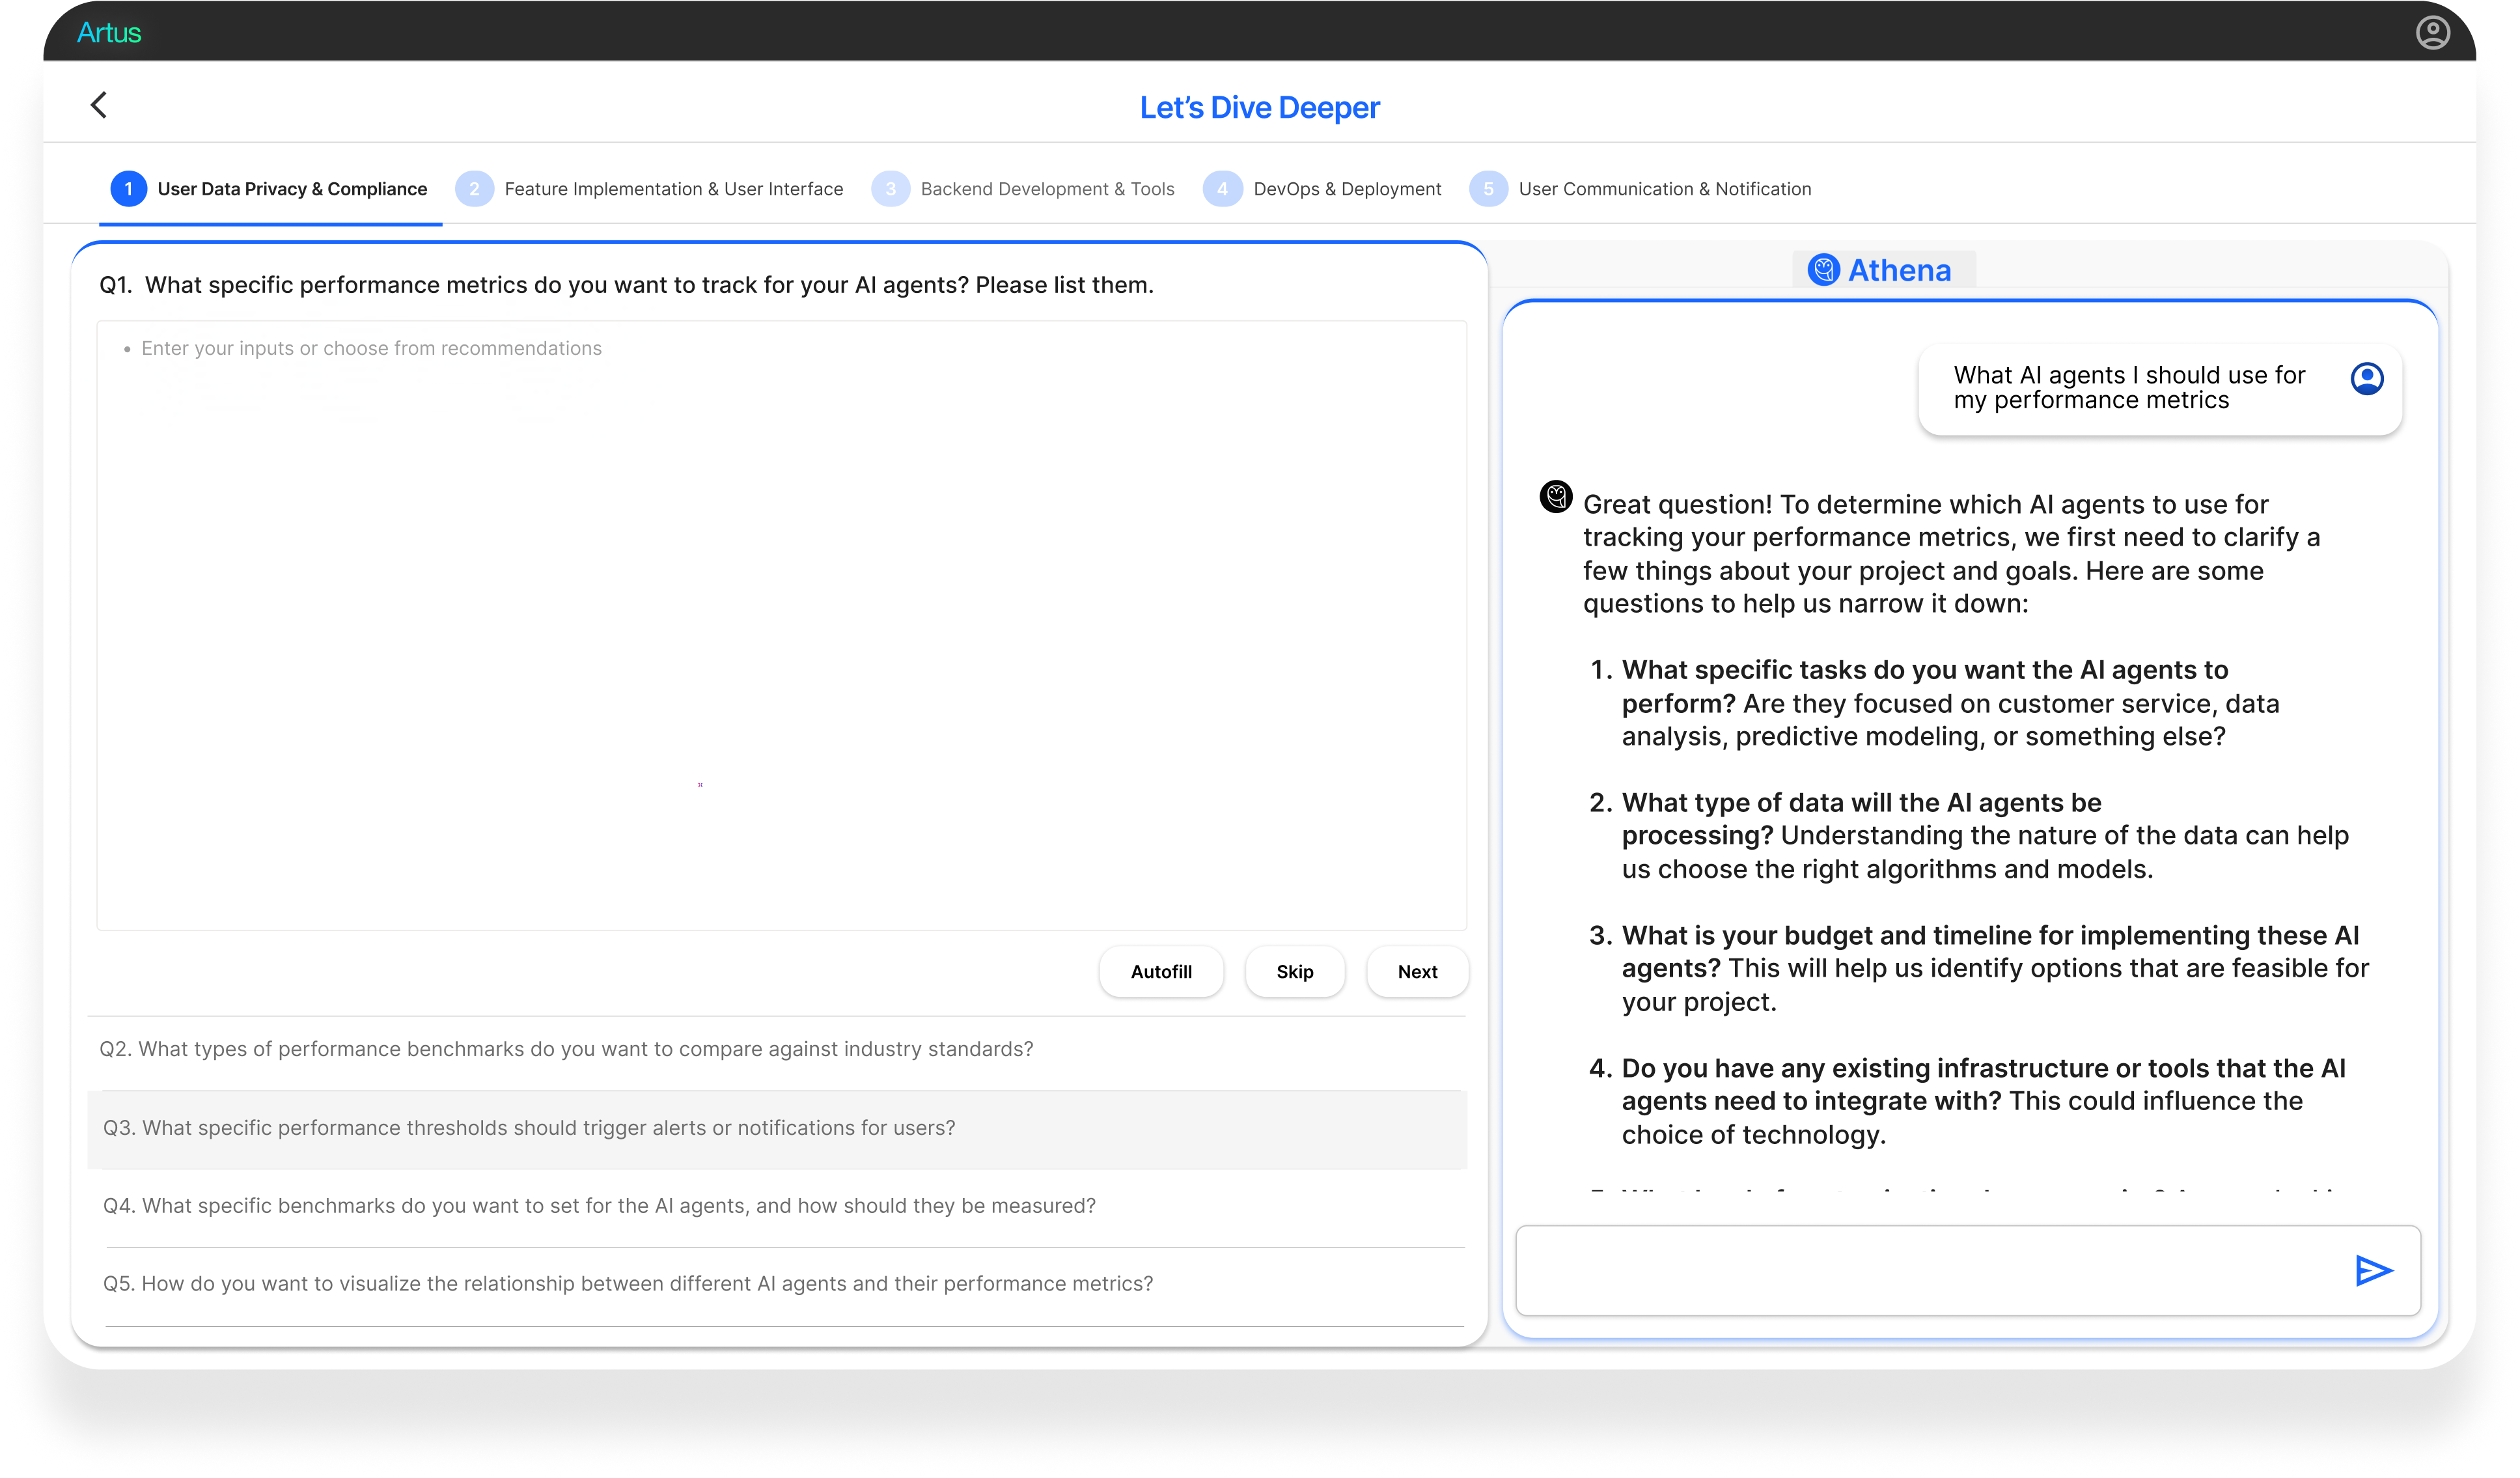 Artus
Let's Dive Deeper
1 User Data Privacy & Compliance
2 Feature Implementation & User Interface
3 Backend Development & Tools
4 DevOps & Deployment
5 User Communication & Notification
Q1. What specific performance metrics do you want to track for your AI agents? Please list them.
• Enter your inputs or choose from recommendations
Autofill
Skip
Next
Q2. What types of performance benchmarks do you want to compare against industry standards?
Q3. What specific performance thresholds should trigger alerts or notifications for users?
Q4. What specific benchmarks do you want to set for the AI agents, and how should they be measured?
Q5. How do you want to visualize the relationship between different AI agents and their performance metrics?
Athena
What AI agents I should use for
my performance metrics
Great question! To determine which AI agents to use for
tracking your performance metrics, we first need to clarify a
few things about your project and goals. Here are some
questions to help us narrow it down:
1. What specific tasks do you want the AI agents to
perform? Are they focused on customer service, data
analysis, predictive modeling, or something else?
2. What type of data will the AI agents be
processing? Understanding the nature of the data can help
us choose the right algorithms and models.
3. What is your budget and timeline for implementing these AI
agents? This will help us identify options that are feasible for
your project.
4. Do you have any existing infrastructure or tools that the AI
agents need to integrate with? This could influence the
choice of technology.